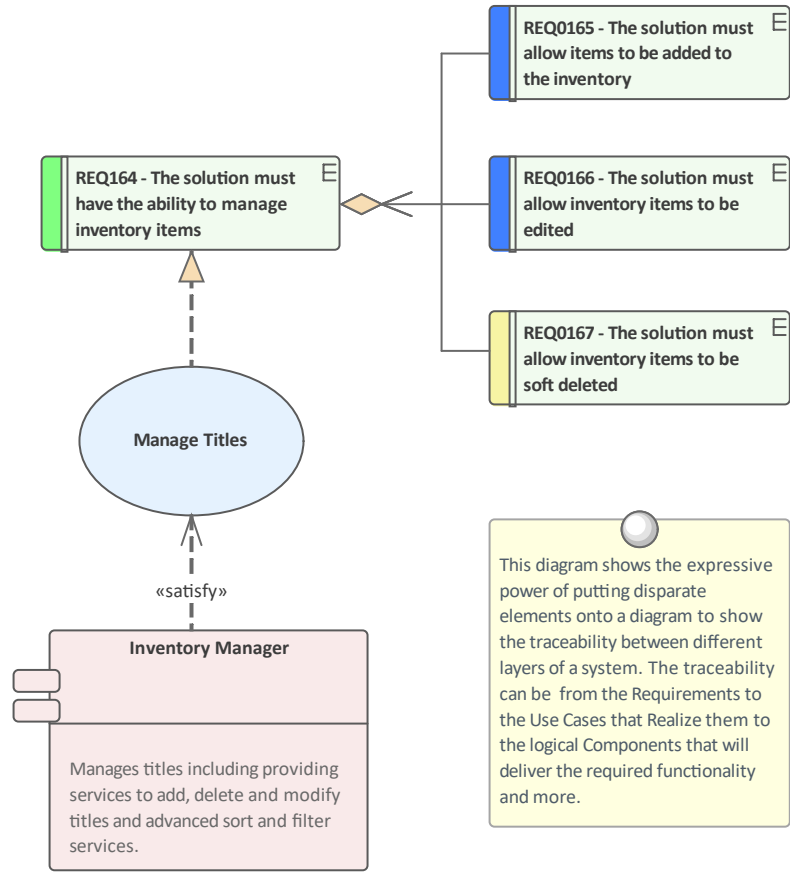 REQ0165 - The solution must
allow items to be added to
the inventory
E
REQ164 - The solution must
have the ability to manage
inventory items
E
REQ0166 - The solution must
allow inventory items to be
edited
E
REQ0167 - The solution must
allow inventory items to be
soft deleted
E
Manage Titles
«satisfy»
Inventory Manager
Manages titles including providing
services to add, delete and modify
titles and advanced sort and filter
services.
This diagram shows the expressive
power of putting disparate
elements onto a diagram to show
the traceability between different
layers of a system. The traceability
can be from the Requirements to
the Use Cases that Realize them to
the logical Components that will
deliver the required functionality
and more.